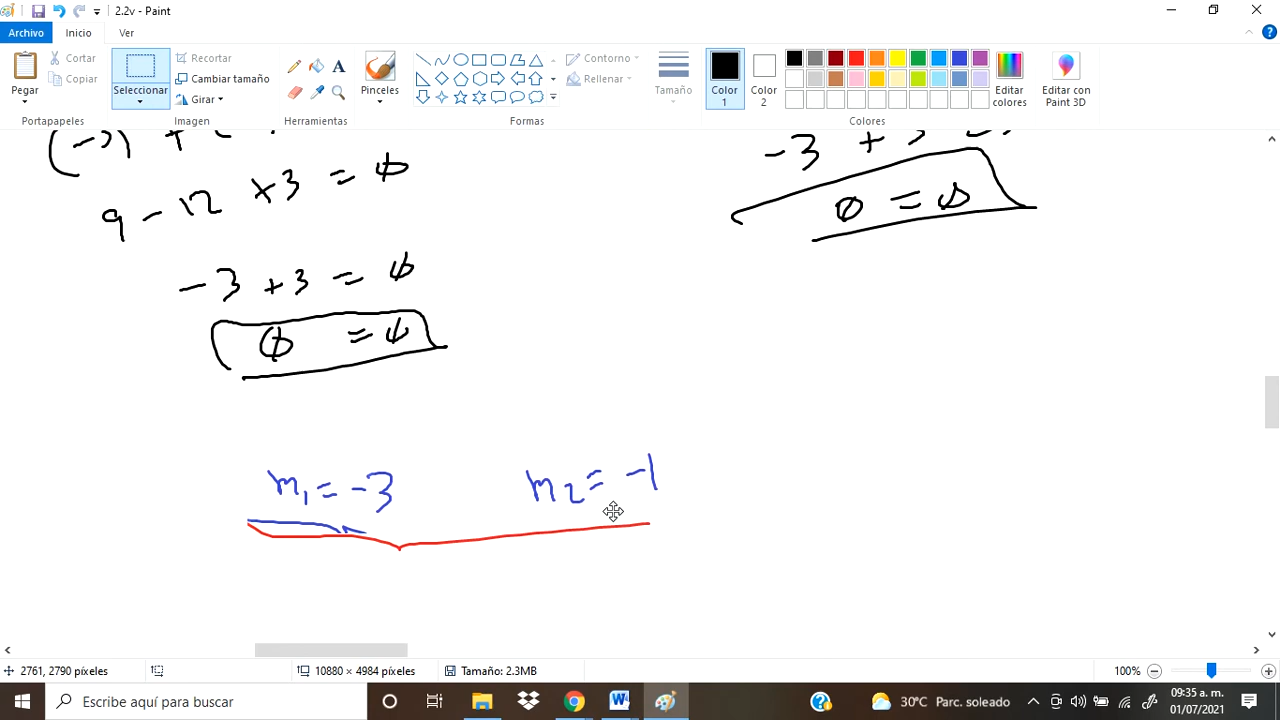 2.2v - Paint
Archivo Inicio Ver
Pegar
Cortar
Copiar
Portapapeles
Seleccionar
Recortar
Cambiar tamaño
Girar
Imagen
A
Herramientas
Pinceles
Contorno
Rellenar
Formas
Tamaño
Color 1
Color 2
Editar colores
Editar con Paint 3D
Colores
9 - 12 + 3 = 0
-3 + 3 = 0
0 = 0
-3 + 3
0 = 0
m1 = -3 m2 = -1
2761, 2790 píxeles
10880 × 4984 píxeles
Tamaño: 2.3MB
100%
Escribe aquí para buscar
30°C Parc. soleado
09:35 a. m.
01/07/2021